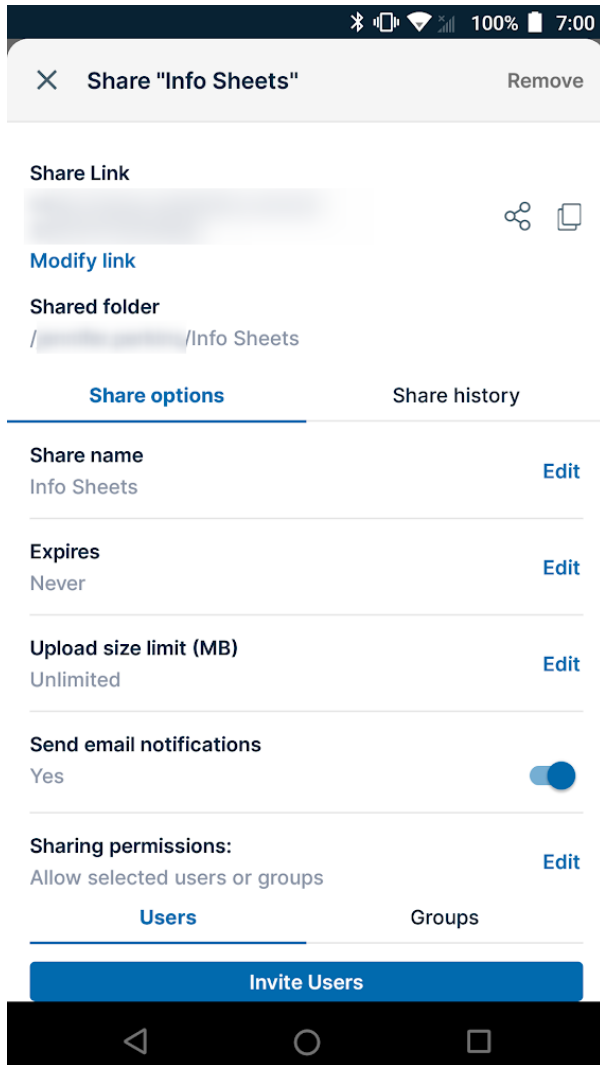 100% 7:00
Share "Info Sheets" Remove
Share Link
Modify link
Shared folder
/ /Info Sheets
Share options Share history
Share name
Info Sheets
Edit
Expires
Never
Edit
Upload size limit (MB)
Unlimited
Edit
Send email notifications
Yes
Sharing permissions:
Allow selected users or groups
Edit
Users Groups
Invite Users